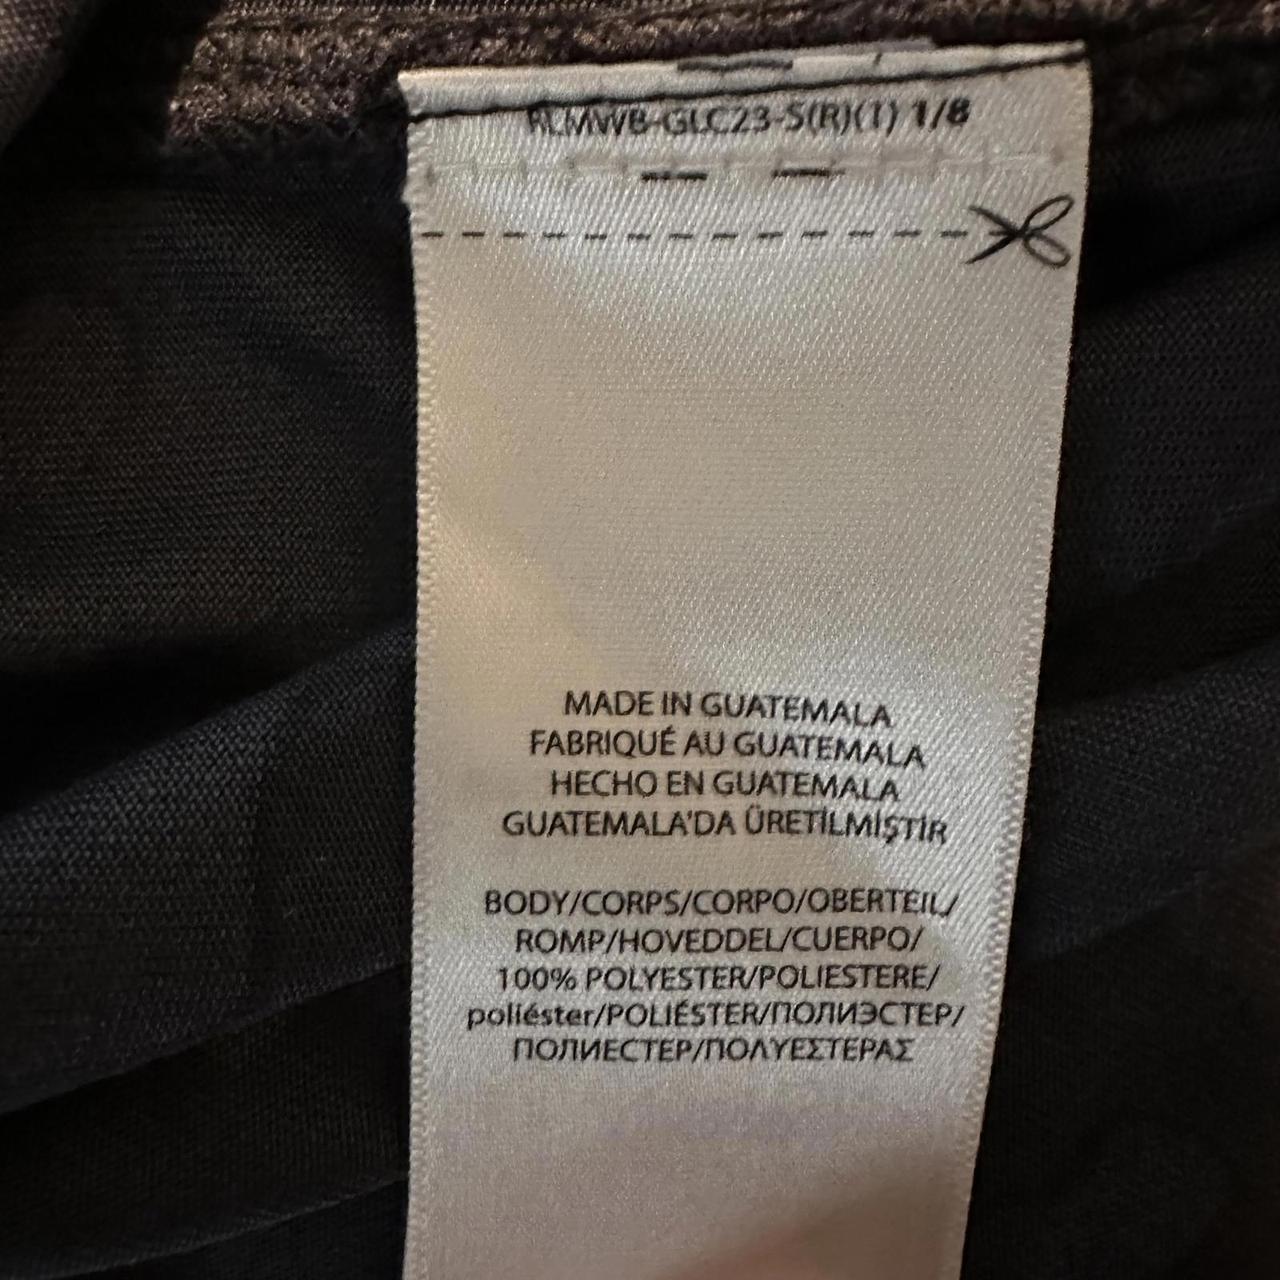 RLMWB-GLC23-S(R)(1) 1/8
MADE IN GUATEMALA
FABRIQUÉ AU GUATEMALA
HECHO EN GUATEMALA
GUATEMALA'DA ÜRETİLMİŞTİR
BODY/CORPS/CORPO/OBERTEIL/
ROMP/HOVEDDEL/CUERPO/
100% POLYESTER/POLIESTERE/
poliéster/POLIÉSTER/ПОЛИЭСТЕР/
ПОЛИЕСТЕР/ΠΟΛΥΕΣΤΕΡΑΣ